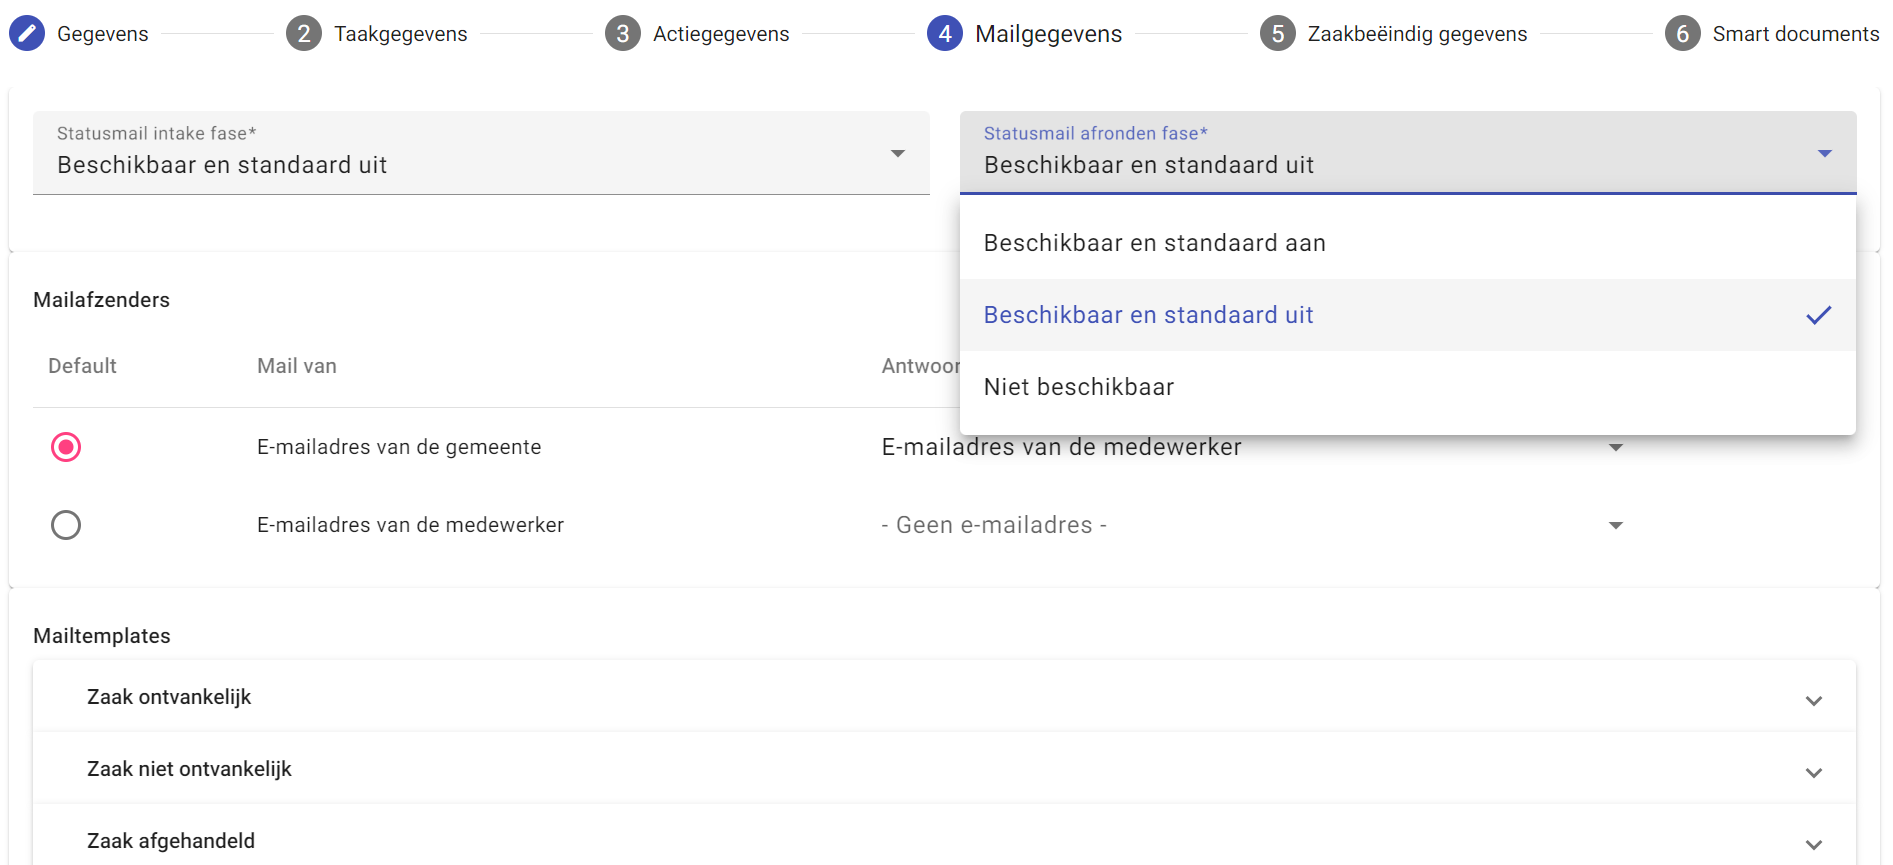 Gegevens
2 Taakgegevens
3 Actiegegevens
4 Mailgegevens
5 Zaakbeëindig gegevens
6 Smart documents
Statusmail intake fase*
Beschikbaar en standaard uit
Statusmail afronden fase*
Beschikbaar en standaard uit
Beschikbaar en standaard aan
Beschikbaar en standaard uit
Niet beschikbaar
Mailafzenders
Default Mail van
E-mailadres van de gemeente E-mailadres van de medewerker
E-mailadres van de medewerker - Geen e-mailadres -
Mailtemplates
Zaak ontvankelijk
Zaak niet ontvankelijk
Zaak afgehandeld